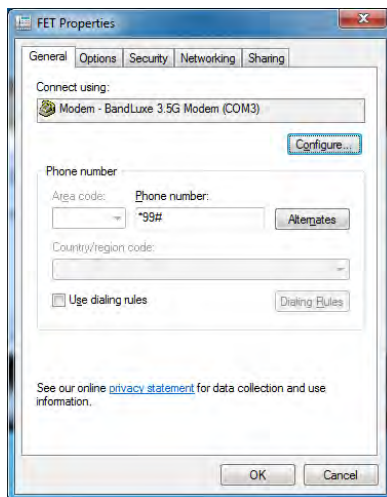 FET Properties
General Options Security Networking Sharing
Connect using:
Modem - BandLuxe 3.5G Modem (COM3)
Configure...
Phone number
Area code: Phone number:
*99#
Alternates
Country/region code:
Use dialing rules
Dialing Rules
See our online privacy statement for data collection and use
information.
OK Cancel